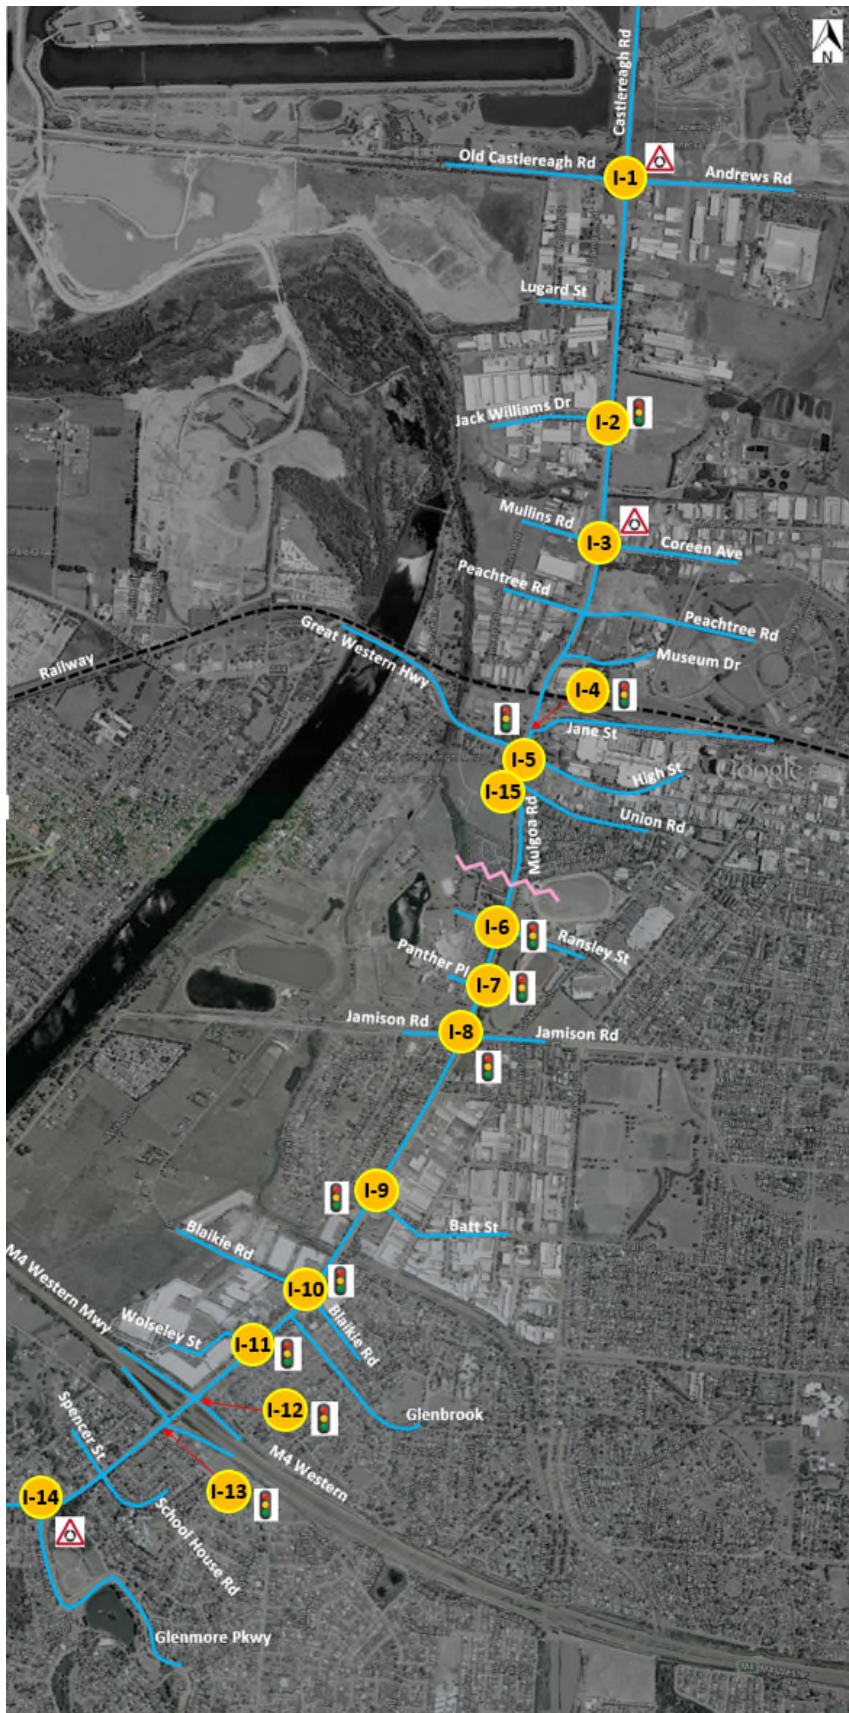 N
Castlereagh Rd
Old Castlereagh Rd
I-1
Andrews Rd
Lugard St
Jack Williams Dr
I-2
Mullins Rd
I-3
Coreen Ave
Peachtree Rd
Peachtree Rd
Great Western Hwy
Museum Dr
Railway
I-4
Jane St
I-5
High St
Google
I-15
Mulgoa Rd
Union Rd
I-6
Ransley St
Panther Pl
I-7
Jamison Rd
I-8
Jamison Rd
I-9
Batt St
Blaikie Rd
M4 Western Mwy
I-10
Blaikie Rd
Wolseley St
I-11
Glenbrook
I-12
Spencer St
M4 Western
I-13
I-14
School House Rd
Glenmore Pkwy